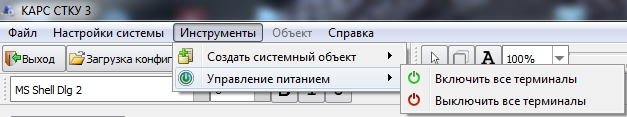 КАРС СТКУ 3
Файл Настройки системы Инструменты Объект Справка
Выход Загрузка конфиг Создать системный объект A 100%
Управление питанием Включить все терминалы
MS Shell Dlg 2 Выключить все терминалы